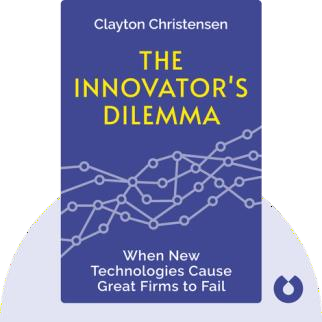 Clayton Christensen
THE
INNOVATOR'S
DILEMMA
When New
Technologies Cause
Great Firms to Fail